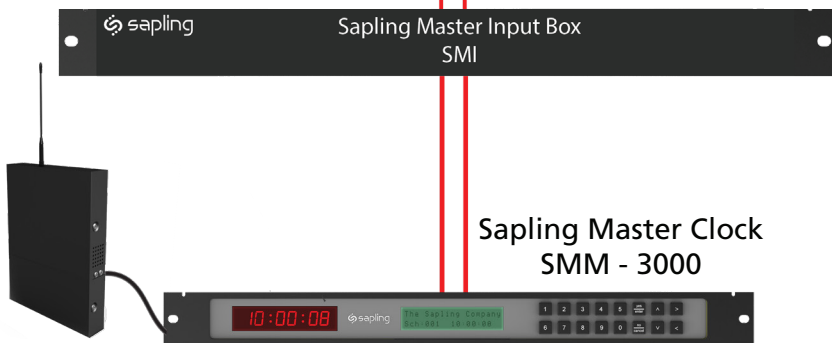 sapling
Sapling Master Input Box
SMI
Sapling Master Clock
SMM - 3000
10:00:08
sapling
The Sapling Company
Sch:001 10:00:08
1 2 3 4 5 ^ >
6 7 8 9 0 v <